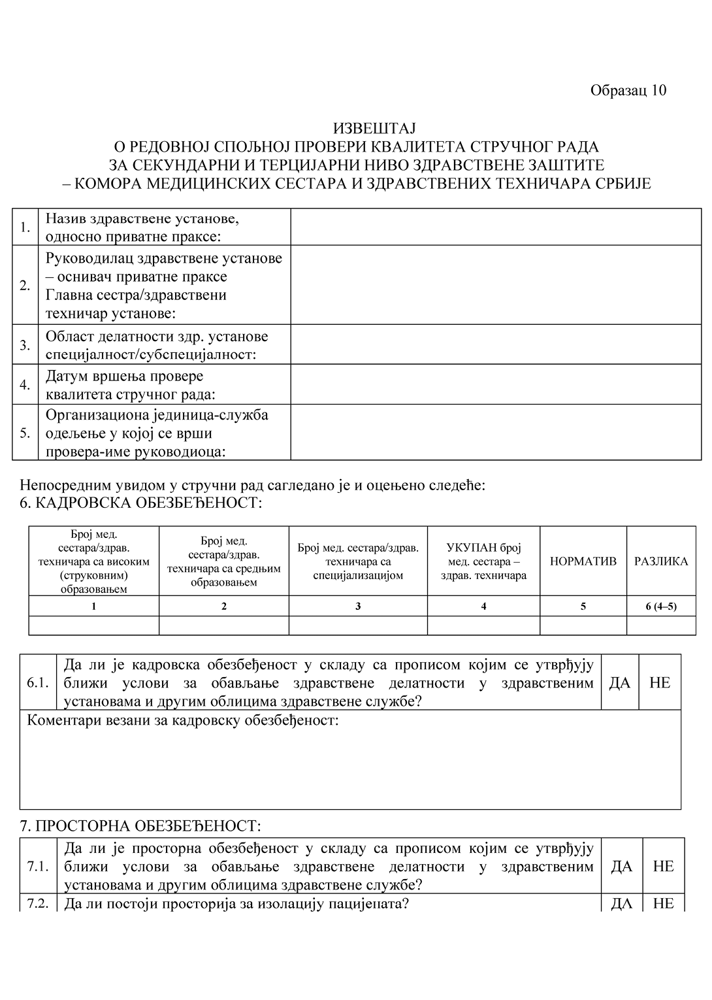 Образац 10
ИЗВЕШТАЈ
О РЕДОВНОЈ СПОЉНОЈ ПРОВЕРИ КВАЛИТЕТА СТРУЧНОГ РАДА
ЗА СЕКУНДАРНИ И ТЕРЦИЈАРНИ НИВО ЗДРАВСТВЕНЕ ЗАШТИТЕ
– КОМОРА МЕДИЦИНСКИХ СЕСТАРА И ЗДРАВСТВЕНИХ ТЕХНИЧАРА СРБИЈЕ
1.
Назив здравствене установе,
односно приватне праксе:
2.
Руководилац здравствене установе
– оснивач приватне праксе
Главна сестра/здравствени
техничар установе:
3.
Област делатности здр. установе
специјалност/субспецијалност:
4.
Датум вршења провере
квалитета стручног рада:
5.
Организациона јединица-служба
одељење у којој се врши
провера-име руководиоца:
Непосредним увидом у стручни рад сагледано је и оцењено следеће:
6. КАДРОВСКА ОБЕЗБЕЂЕНОСТ:
Број мед.
сестара/здрав.
техничара са високим
(струковним)
образовањем
Број мед.
сестара/здрав.
техничара са средњим
образовањем
Број мед. сестара/здрав.
техничара са
специјализацијом
УКУПАН број
мед. сестара –
здрав. техничара
НОРМАТИВ
РАЗЛИКА
1 2 3 4 5 6 (4–5)
6.1.
Да ли је кадровска обезбеђеност у складу са прописом којим се утврђују
ближи услови за обављање здравствене делатности у здравственим
установама и другим облицима здравствене службе?
ДА НЕ
Коментари везани за кадровску обезбеђеност:
7. ПРОСТОРНА ОБЕЗБЕЂЕНОСТ:
7.1.
Да ли је просторна обезбеђеност у складу са прописом којим се утврђују
ближи услови за обављање здравствене делатности у здравственим
установама и другим облицима здравствене службе?
ДА НЕ
7.2. Да ли постоји просторија за изолацију пацијената? ДА НЕ